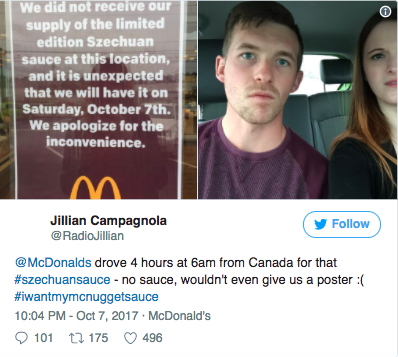 We did not receive our
supply of the limited
edition Szechuan
sauce at this location,
and it is unexpected
that we will have it on
Saturday, October 7th.
We apologize for the
inconvenience.
Jillian Campagnola
@RadioJillian
Follow
@McDonalds drove 4 hours at 6am from Canada for that
#szechuansauce - no sauce, wouldn't even give us a poster :(
#iwantmymcnuggetsauce
10:04 PM - Oct 7, 2017 · McDonald's
101 175 496